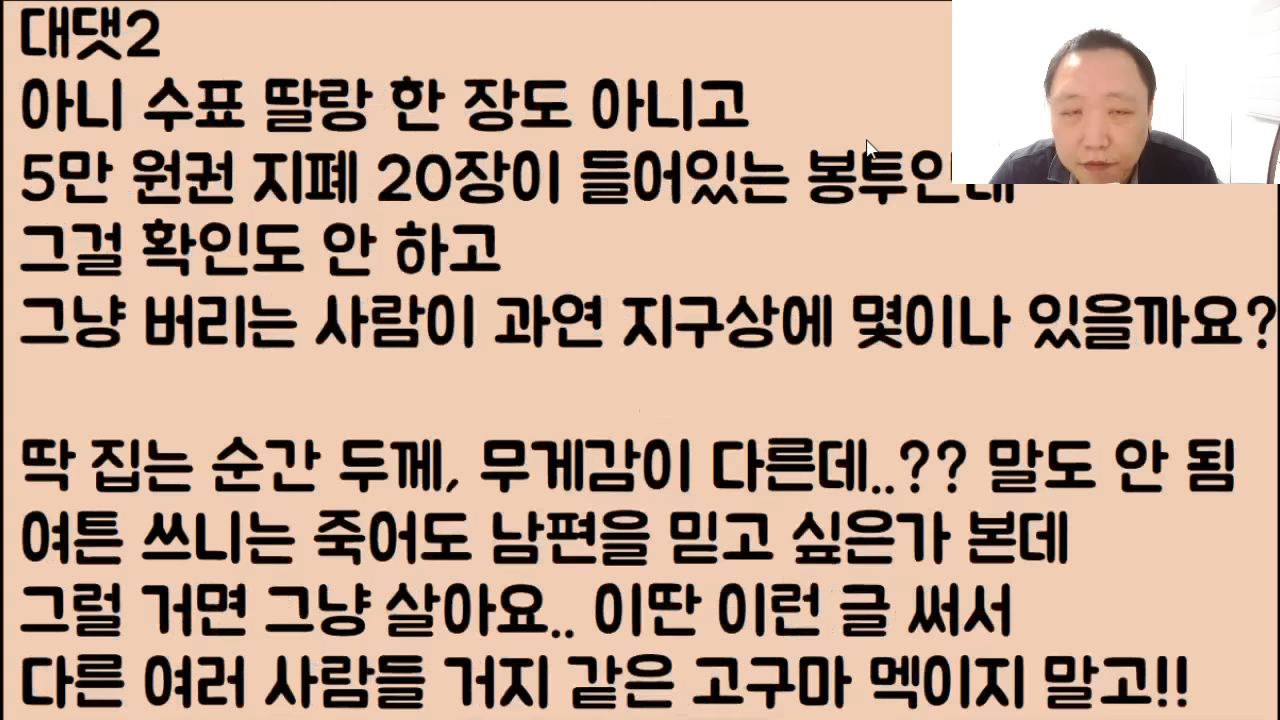 대댓2
아니 수표 딸랑 한 장도 아니고
5만 원권 지폐 20장이 들어있는 봉투인데
그걸 확인도 안 하고
그냥 버리는 사람이 과연 지구상에 몇이나 있을까요?
딱 집는 순간 두께, 무게감이 다른데..?? 말도 안 됨
여튼 쓰니는 죽어도 남편을 믿고 싶은가 본데
그럴 거면 그냥 살아요.. 이딴 이런 글 써서
다른 여러 사람들 거지 같은 고구마 멕이지 말고!!